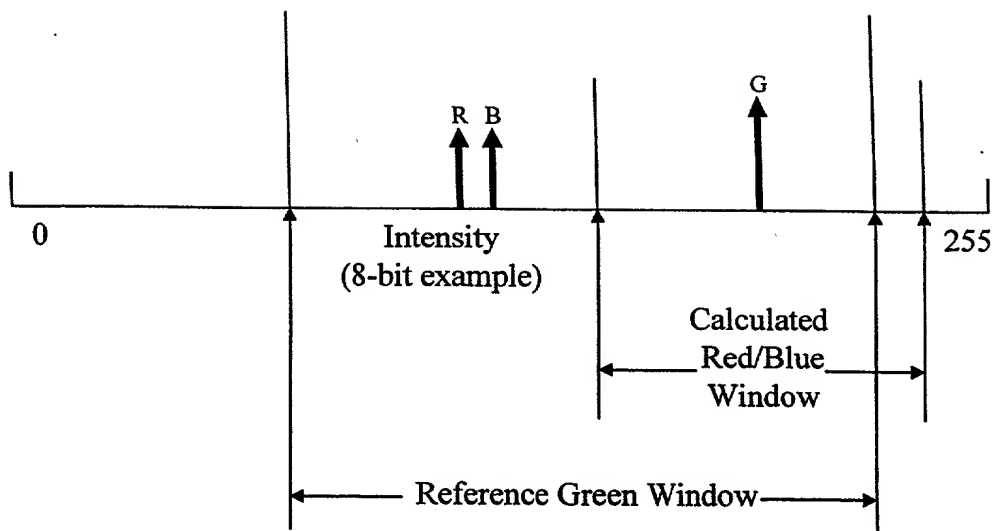 G
R B
0
Intensity
(8-bit example)
255
Calculated
Red/Blue
Window
Reference Green Window